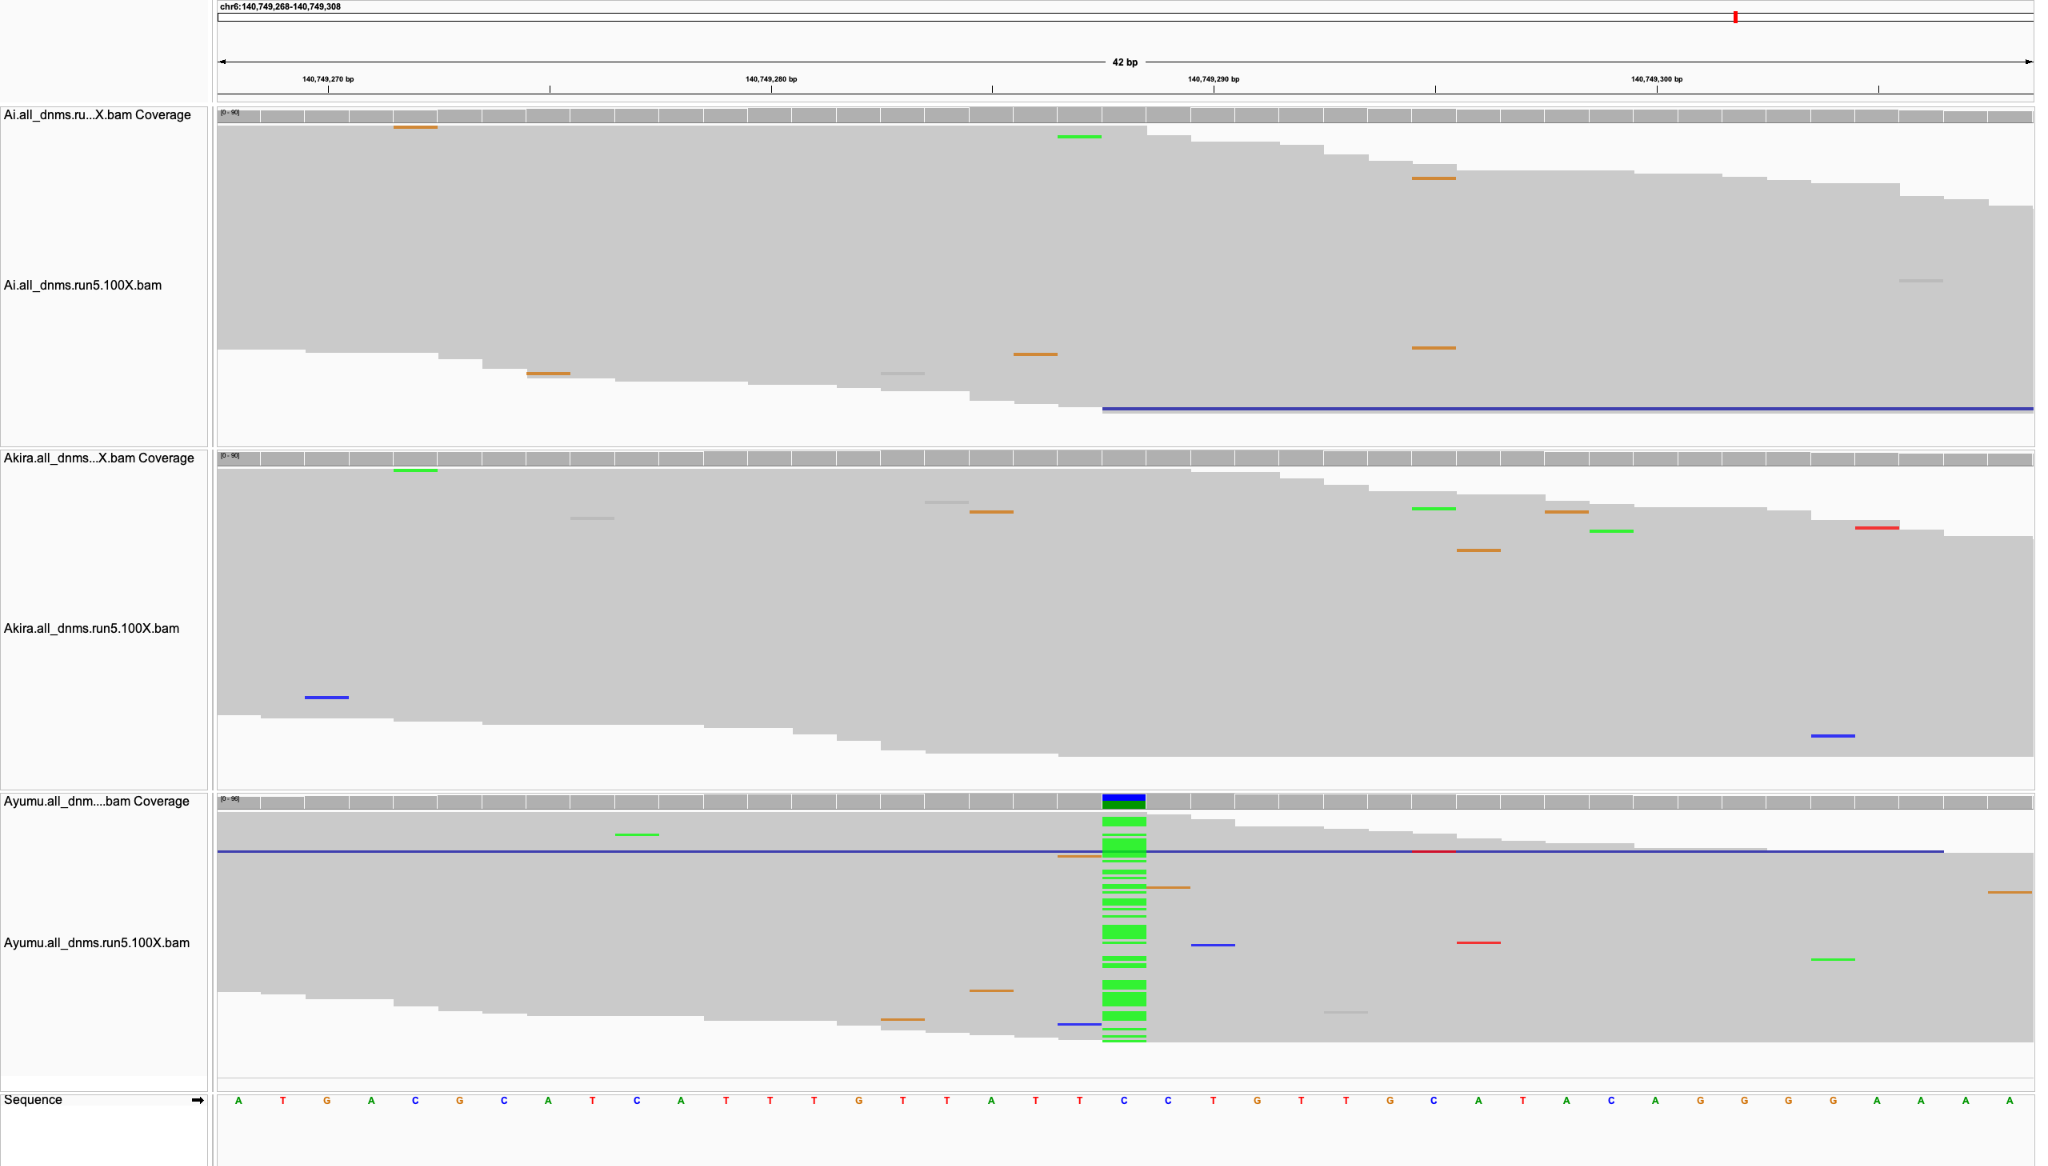 chr6:140,749,268-140,749,308
42 bp
140,749,270 bp 140,749,280 bp 140,749,290 bp 140,749,300 bp
Ai.all_dnms.ru...X.bam Coverage
[0 - 90]
Ai.all_dnms.run5.100X.bam
Akira.all_dnms...X.bam Coverage
[0 - 90]
Akira.all_dnms.run5.100X.bam
Ayumu.all_dnm....bam Coverage
[0 - 96]
Ayumu.all_dnms.run5.100X.bam
Sequence
A T G A C G C A T C A T T T G T T A T T C C T G T T G C A T A C A G G G G A A A A